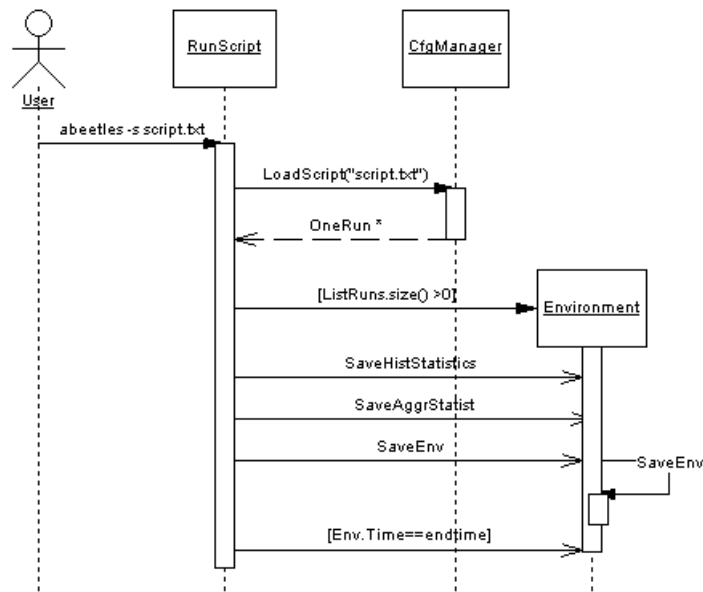 RunScript
CfgManager
User
abeetles -s script.txt
LoadScript("script.txt")
OneRun *
[ListRuns.size() >0]
Environment
SaveHistStatistics
SaveAggrStatist
SaveEnv
SaveEnv
[Env.Time==endtime]